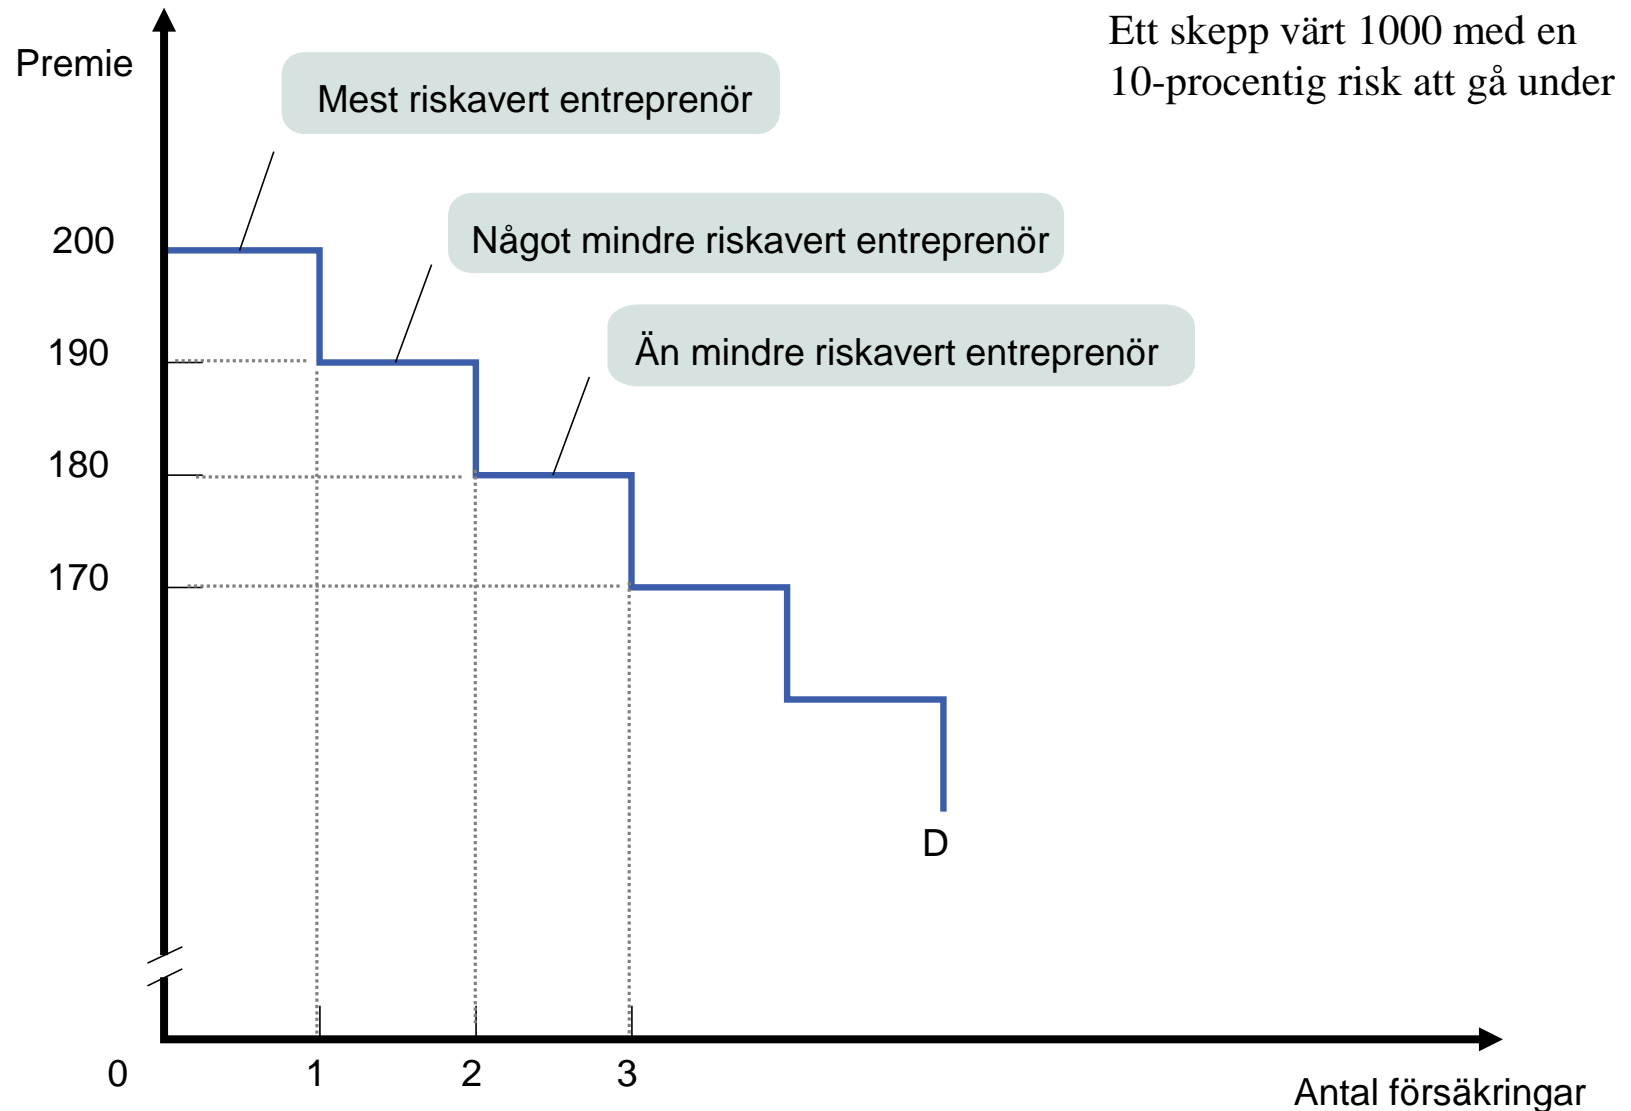 Ett skepp värt 1000 med en
10-procentig risk att gå under
Premie
Mest riskavert entreprenör
Något mindre riskavert entreprenör
Än mindre riskavert entreprenör
200
190
180
170
D
0
1
2
3
Antal försäkringar